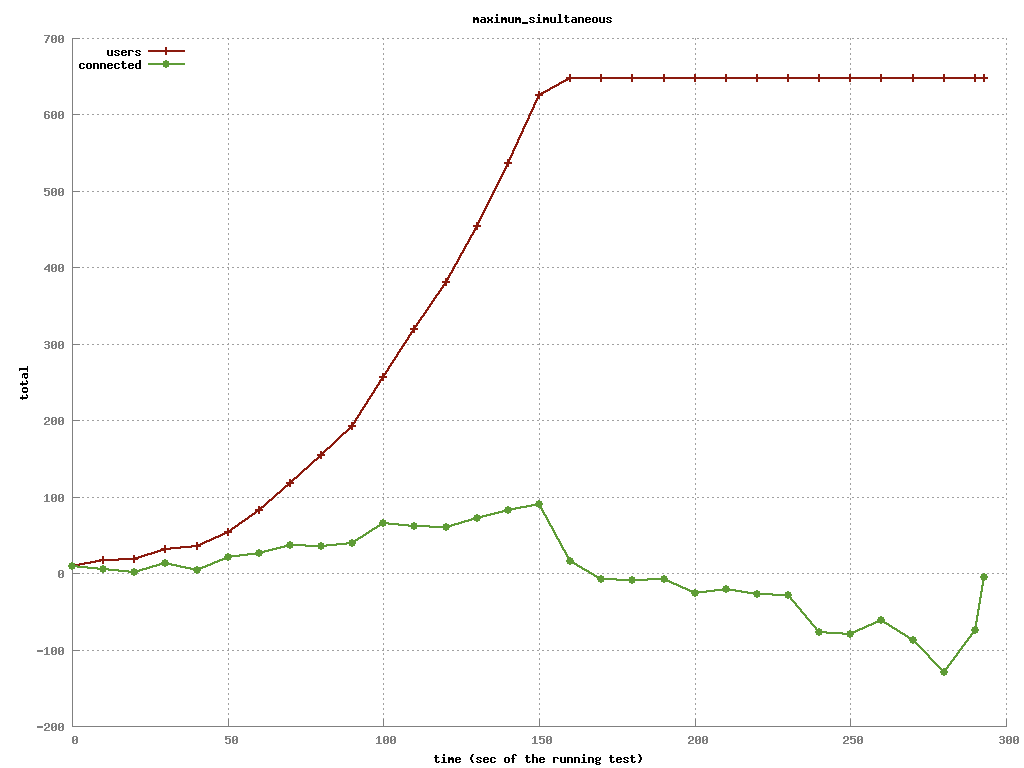 maximum_simultaneous
700
users
connected
600
500
400
300
total
200
100
0
-100
-200
0 50 100 150 200 250 300
time (sec of the running test)